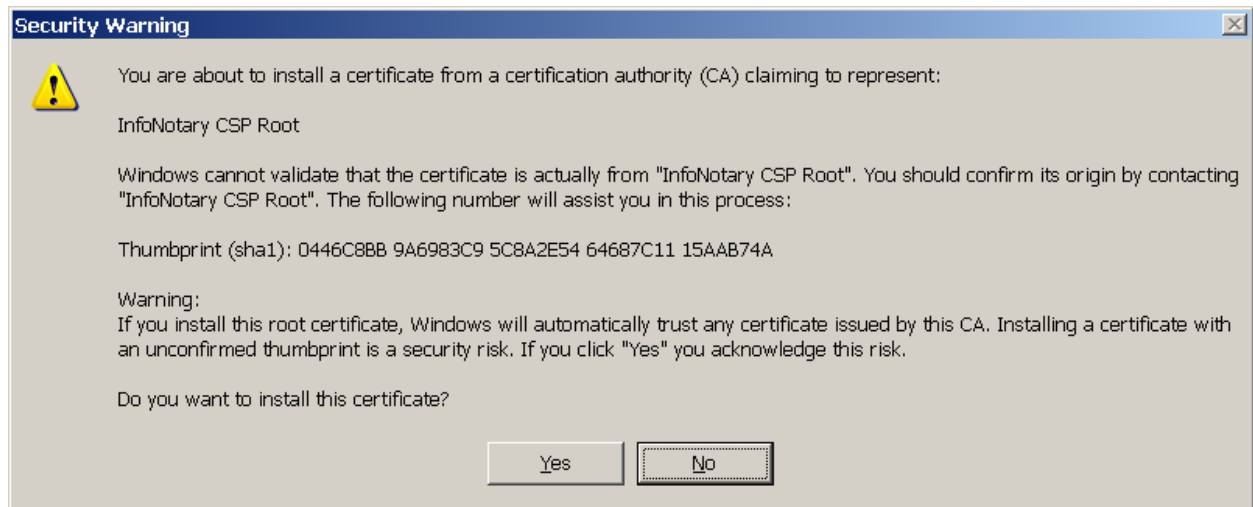 Security Warning
You are about to install a certificate from a certification authority (CA) claiming to represent:
InfoNotary CSP Root
Windows cannot validate that the certificate is actually from "InfoNotary CSP Root". You should confirm its origin by contacting
"InfoNotary CSP Root". The following number will assist you in this process:
Thumbprint (sha1): 0446C8BB 9A6983C9 5C8A2E54 64687C11 15AAB74A
Warning:
If you install this root certificate, Windows will automatically trust any certificate issued by this CA. Installing a certificate with
an unconfirmed thumbprint is a security risk. If you click "Yes" you acknowledge this risk.
Do you want to install this certificate?
Yes No